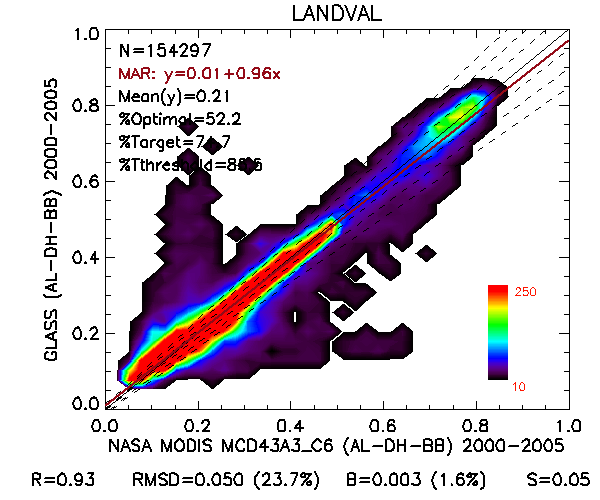 LANDVAL
N=154297
MAR: y=0.01+0.96x
Mean(y)=0.21
%Optimal=52.2
%Target=71.7
1.0
0.8
0.6
0.4
0.2
0.0
GLASS (AL-DH-BB) 2000-2005
250
10
0.0 0.2 0.4 0.6 0.8 1.0
NASA MODIS MCD43A3_C6 (AL-DH-BB) 2000-2005
R=0.93 RMSD=0.050 (23.7%) B=0.003 (1.6%) S=0.05